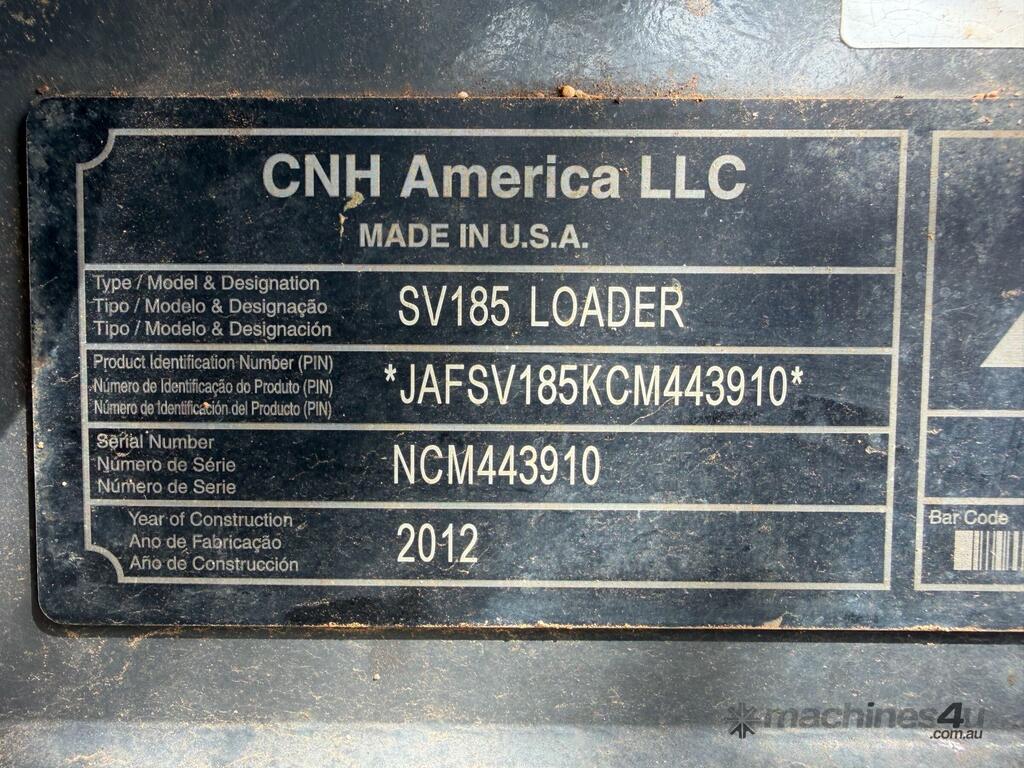 CNH America LLC
MADE IN U.S.A.
Type / Model & Designation
Tipo / Modelo & Designação
Tipo / Modelo & Designación
SV185 LOADER
Product Identification Number (PIN)
Número de Identificação do Produto (PIN)
Número de Identificación del Producto (PIN)
*JAFSV185KCM443910*
Serial Number
Número de Série
Número de Serie
NCM443910
Year of Construction
Ano de Fabricação
Año de Construcción
2012
Bar Code
machines4u
.com.au